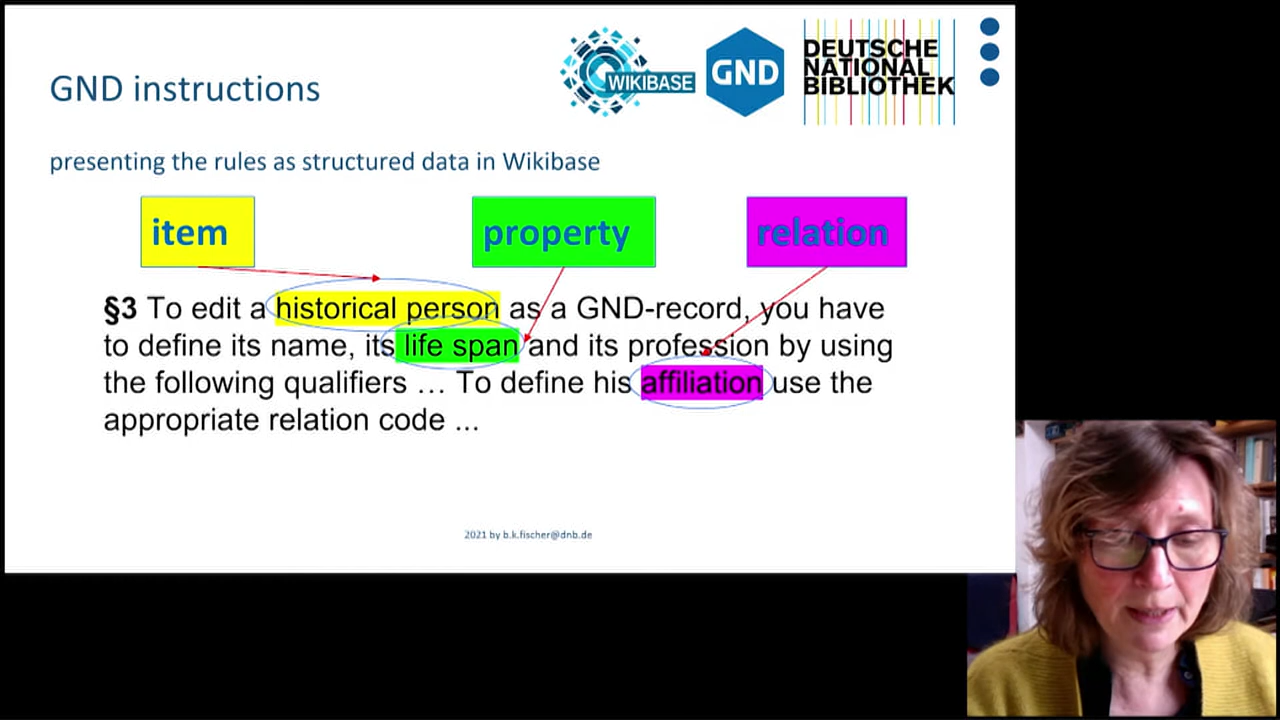 WIKIBASE
GND
DEUTSCHE
NATIONAL
BIBLIOTHEK
GND instructions
presenting the rules as structured data in Wikibase
item
property
relation
§3 To edit a historical person as a GND-record, you have
to define its name, its life span and its profession by using
the following qualifiers … To define his affiliation use the
appropriate relation code ...
2021 by b.k.fischer@dnb.de